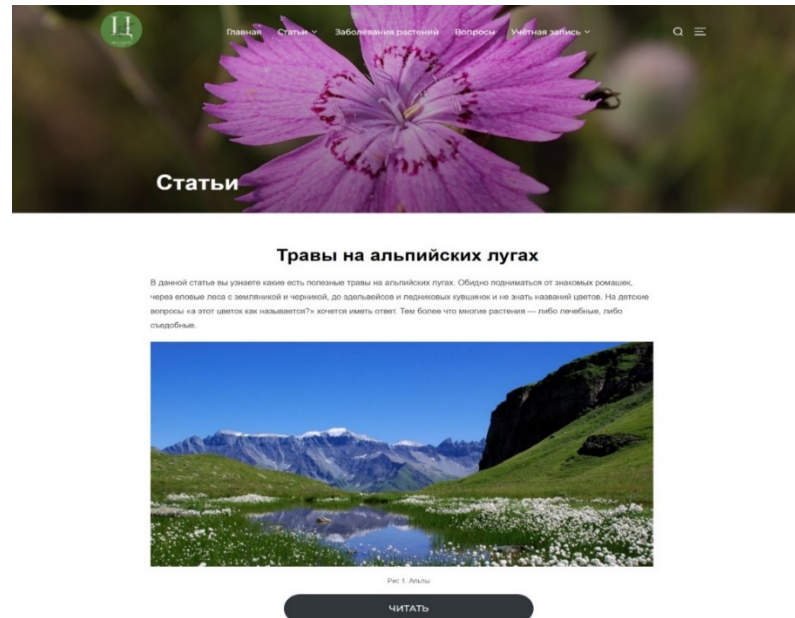 Ц
Главная Статьи Заболевания растений Вопросы Учётная запись
Статьи
Травы на альпийских лугах
В данной статье вы узнаете какие есть полезные травы на альпийских лугах. Обидно подниматься от знакомых ромашек,
через еловые леса с земляникой и черникой, до эдельвейсов и ледниковых кувшинок и не знать названий цветов. На детские
вопросы «а этот цветок как называется?» хочется иметь ответ. Тем более что многие растения — либо лечебные, либо
съедобные.
Рис 1. Альпы
ЧИТАТЬ